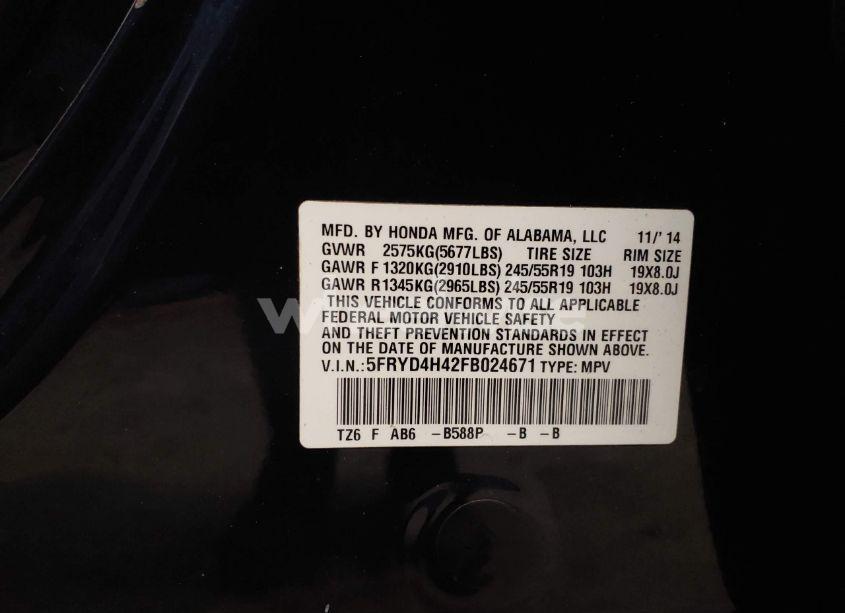 MFD. BY HONDA MFG. OF ALABAMA, LLC 11/'14
GVWR 2575KG(5677LBS) TIRE SIZE RIM SIZE
GAWR F 1320KG(2910LBS) 245/55R19 103H 19X8.0J
GAWR R1345KG(2965LBS) 245/55R19 103H 19X8.0J
THIS VEHICLE CONFORMS TO ALL APPLICABLE
FEDERAL MOTOR VEHICLE SAFETY
AND THEFT PREVENTION STANDARDS IN EFFECT
ON THE DATE OF MANUFACTURE SHOWN ABOVE.
V.I.N.:5FRYD4H42FB024671 TYPE: MPV
TZ6 F AB6 -B588P -B -B